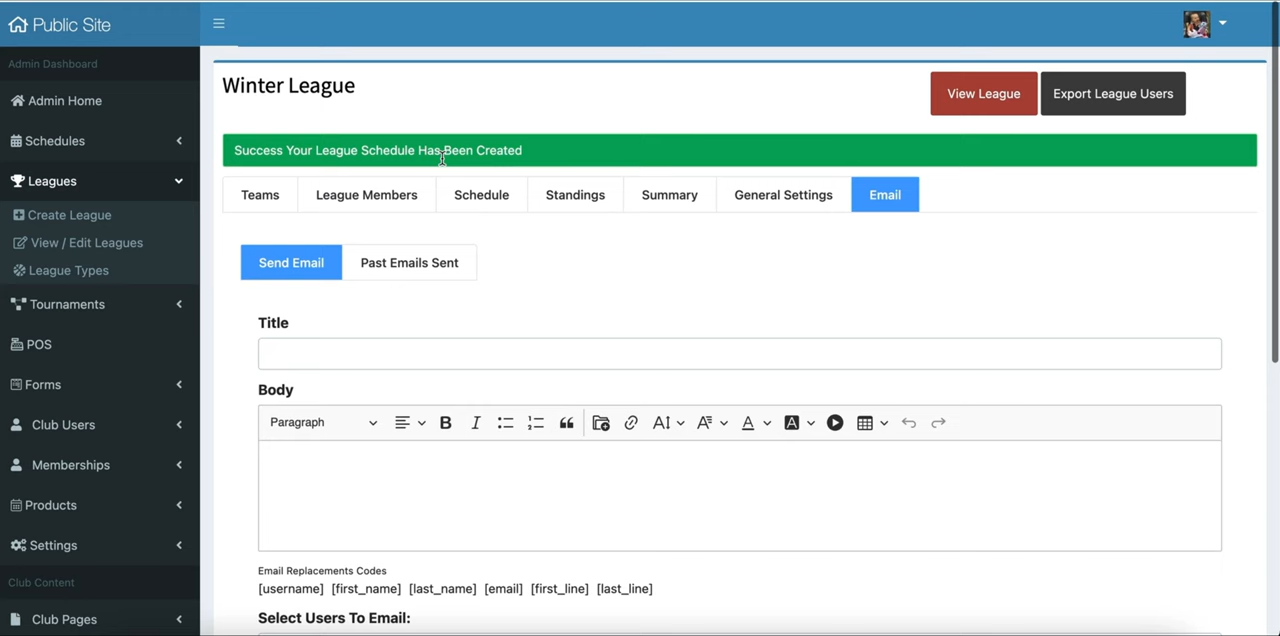 Public Site
Admin Dashboard
Admin Home
Schedules
Leagues
Create League
View / Edit Leagues
League Types
Tournaments
POS
Forms
Club Users
Memberships
Products
Settings
Club Content
Club Pages
Winter League
View League
Export League Users
Success Your League Schedule Has Been Created
Teams
League Members
Schedule
Standings
Summary
General Settings
Email
Send Email
Past Emails Sent
Title
Body
Paragraph
Email Replacements Codes
[username] [first_name] [last_name] [email] [first_line] [last_line]
Select Users To Email: